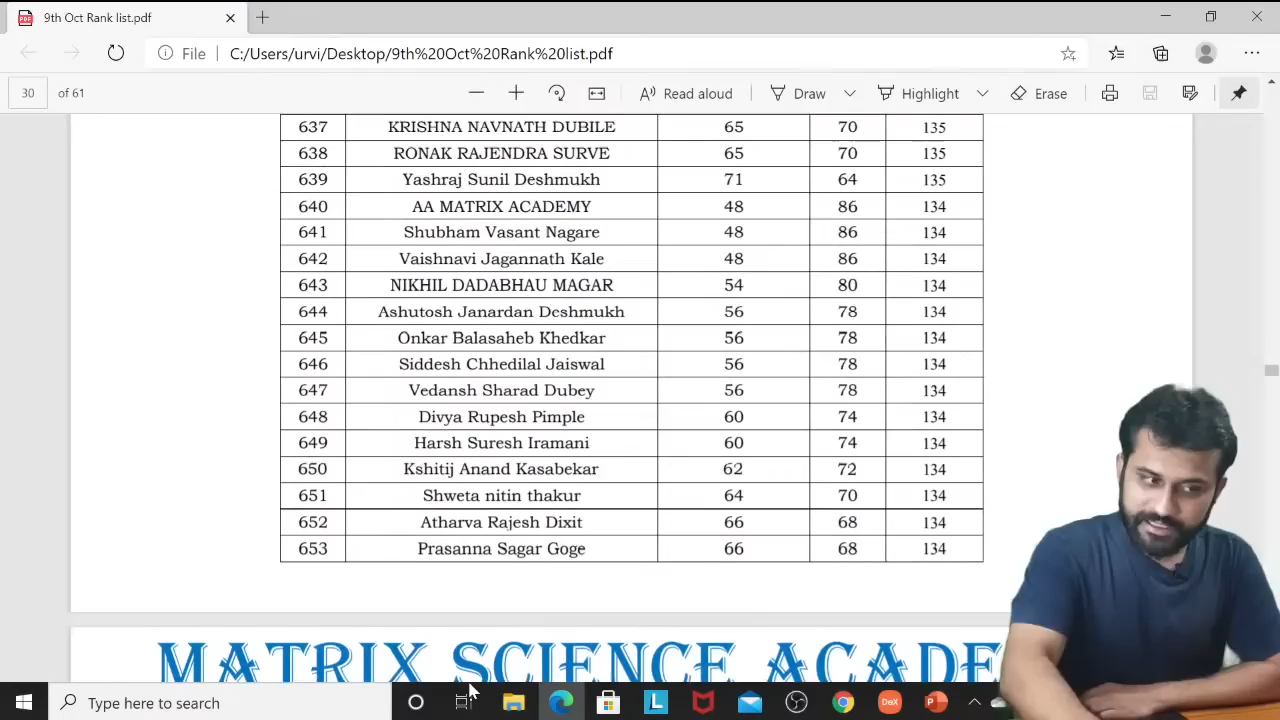 9th Oct Rank list.pdf
File C:/Users/urvi/Desktop/9th%20Oct%20Rank%20list.pdf
30 of 61 Read aloud Draw Highlight Erase
637 KRISHNA NAVNATH DUBILE 65 70 135
638 RONAK RAJENDRA SURVE 65 70 135
639 Yashraj Sunil Deshmukh 71 64 135
640 AA MATRIX ACADEMY 48 86 134
641 Shubham Vasant Nagare 48 86 134
642 Vaishnavi Jagannath Kale 48 86 134
643 NIKHIL DADABHAU MAGAR 54 80 134
644 Ashutosh Janardan Deshmukh 56 78 134
645 Onkar Balasaheb Khedkar 56 78 134
646 Siddesh Chhedilal Jaiswal 56 78 134
647 Vedansh Sharad Dubey 56 78 134
648 Divya Rupesh Pimple 60 74 134
649 Harsh Suresh Iramani 60 74 134
650 Kshitij Anand Kasabekar 62 72 134
651 Shweta nitin thakur 64 70 134
652 Atharva Rajesh Dixit 66 68 134
653 Prasanna Sagar Goge 66 68 134
MATRIX SCIENCE ACADE
Type here to search L DeX P